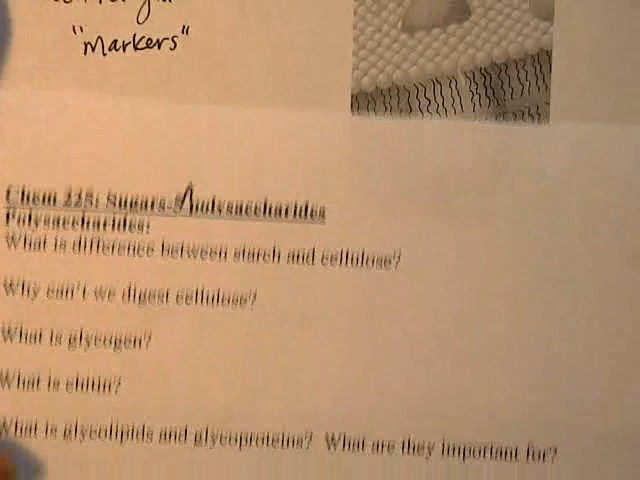 "markers"
Chem 225: Sugars-5
Polysaccharides:
What is difference between starch and cellulose?
Why can't we digest cellulose?
What is glycogen?
What is chitin?
What is glycolipids and glycoproteins? What are they important for?